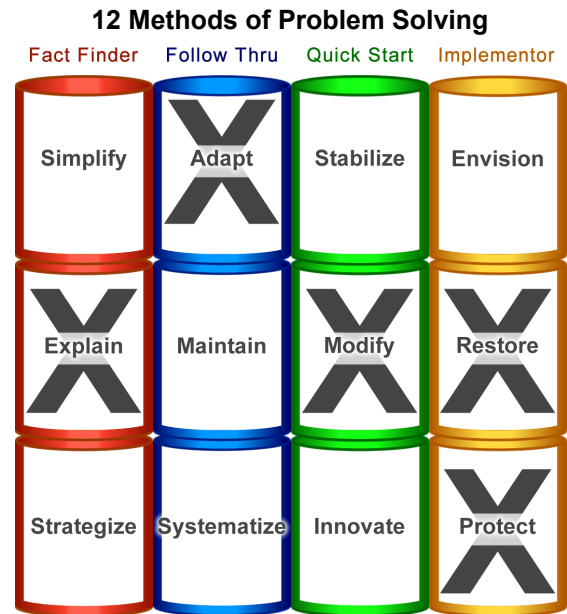 12 Methods of Problem Solving
Fact Finder Follow Thru Quick Start Implementor
Simplify Adapt Stabilize Envision
Explain Maintain Modify Restore
Strategize Systematize Innovate Protect